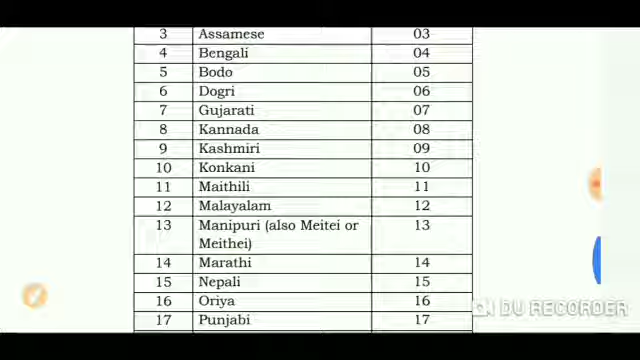 3 Assamese 03
4 Bengali 04
5 Bodo 05
6 Dogri 06
7 Gujarati 07
8 Kannada 08
9 Kashmiri 09
10 Konkani 10
11 Maithili 11
12 Malayalam 12
13 Manipuri (also Meitei or 13
Meithei)
14 Marathi 14
15 Nepali 15
16 Oriya 16
17 Punjabi 17
DU RECORDER